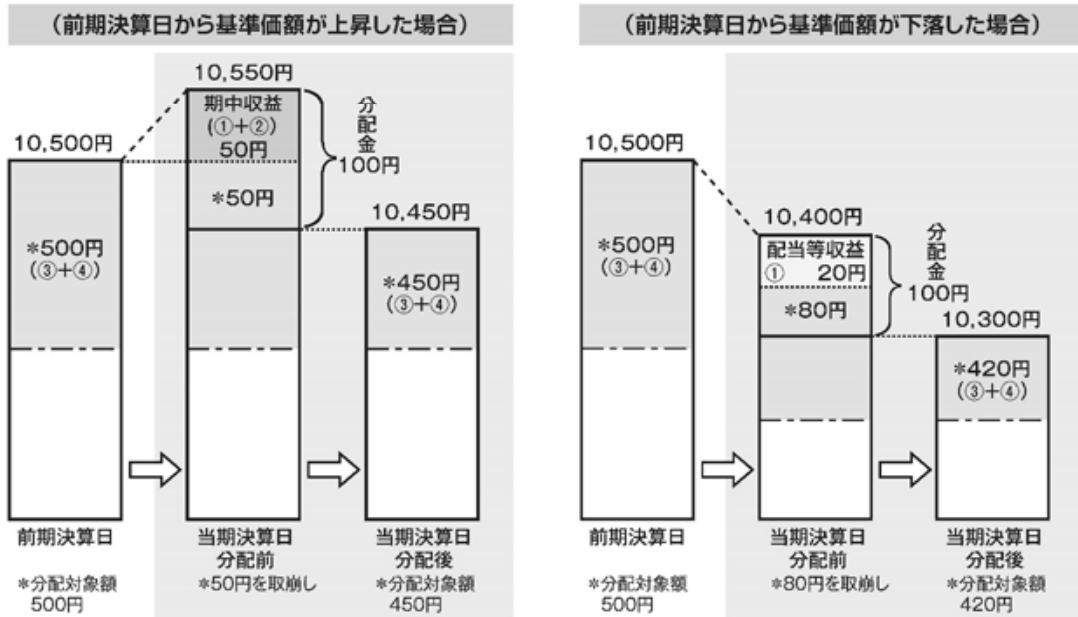 (前期決算日から基準価額が上昇した場合)
10,550円
期中収益
(①+②)
50円
*50円
分配金
100円
10,500円
*500円
(③+④)
10,450円
*450円
(③+④)
前期決算日
当期決算日
分配前
当期決算日
分配後
*分配対象額
500円
*50円を取崩し
*分配対象額
450円
(前期決算日から基準価額が下落した場合)
10,500円
*500円
(③+④)
10,400円
配当等収益
① 20円
*80円
分配金
100円
10,300円
*420円
(③+④)
前期決算日
当期決算日
分配前
当期決算日
分配後
*分配対象額
500円
*80円を取崩し
*分配対象額
420円